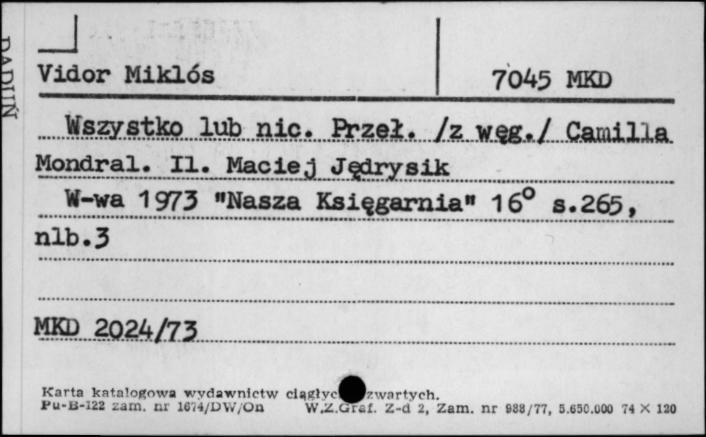 Vidor Miklós 7045 MKD
Wszystko lub nic. Przeł. /z węg./ Camilla
Mondral. Il. Maciej Jędrysik
W-wa 1973 "Nasza Księgarnia" 16° s.265,
nlb.3
MKD 2024/73
Karta katalogowa wydawnictw zwartych.
Pu-B-122 zam. nr 1674/DW/On W.Z.Graf. Z-d 2, Zam. nr 988/77, 5.650.000 74 X 120